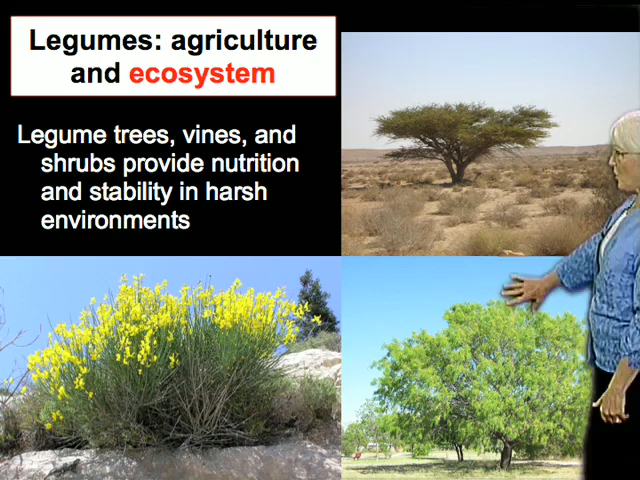 Legumes: agriculture
and ecosystem
Legume trees, vines, and
shrubs provide nutrition
and stability in harsh
environments